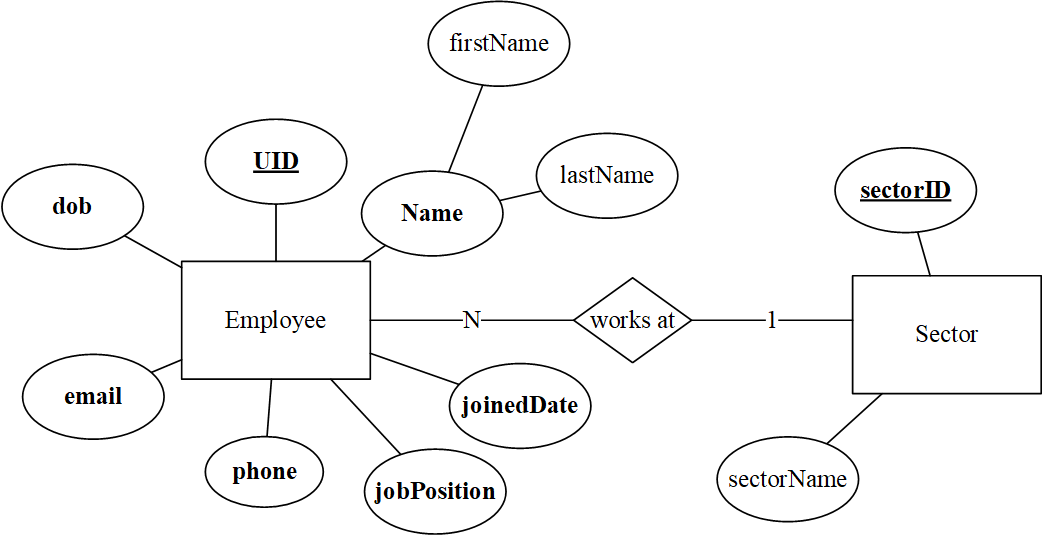 firstName
UID
lastName
dob
Name
sectorID
Employee
N
works at
1
Sector
email
joinedDate
phone
jobPosition
sectorName